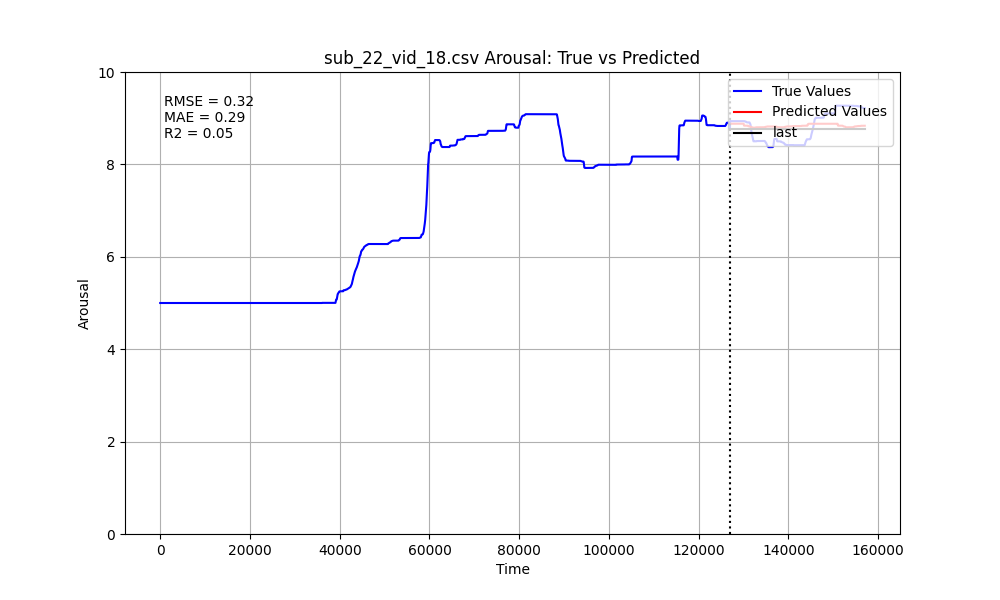 sub_22_vid_18.csv Arousal: True vs Predicted
RMSE = 0.32
MAE = 0.29
R2 = 0.05
True Values
Predicted Values
last
10
8
6
4
2
0
Arousal
0 20000 40000 60000 80000 100000 120000 140000 160000
Time